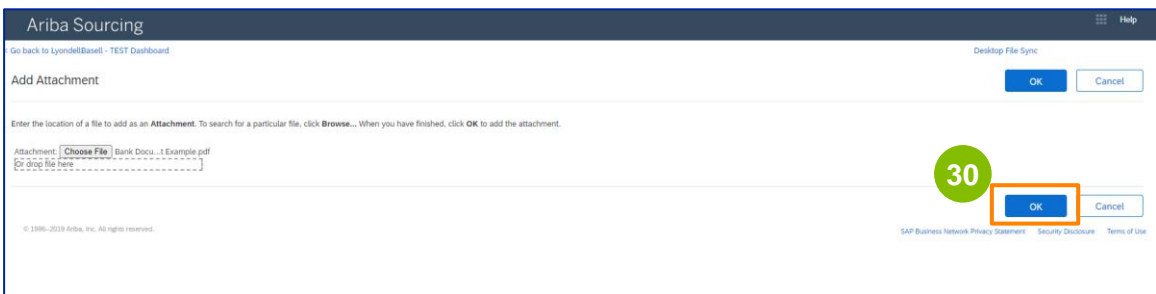 Ariba Sourcing
Help
Go back to LyondellBasell - TEST Dashboard
Desktop File Sync
Add Attachment
OK
Cancel
Enter the location of a file to add as an Attachment. To search for a particular file, click Browse... When you have finished, click OK to add the attachment.
Attachment: Choose File Bank Docu...t Example.pdf
Or drop file here
30
OK
Cancel
© 1996-2019 Ariba, Inc. All rights reserved.
SAP Business Network Privacy Statement Security Disclosure Terms of Use